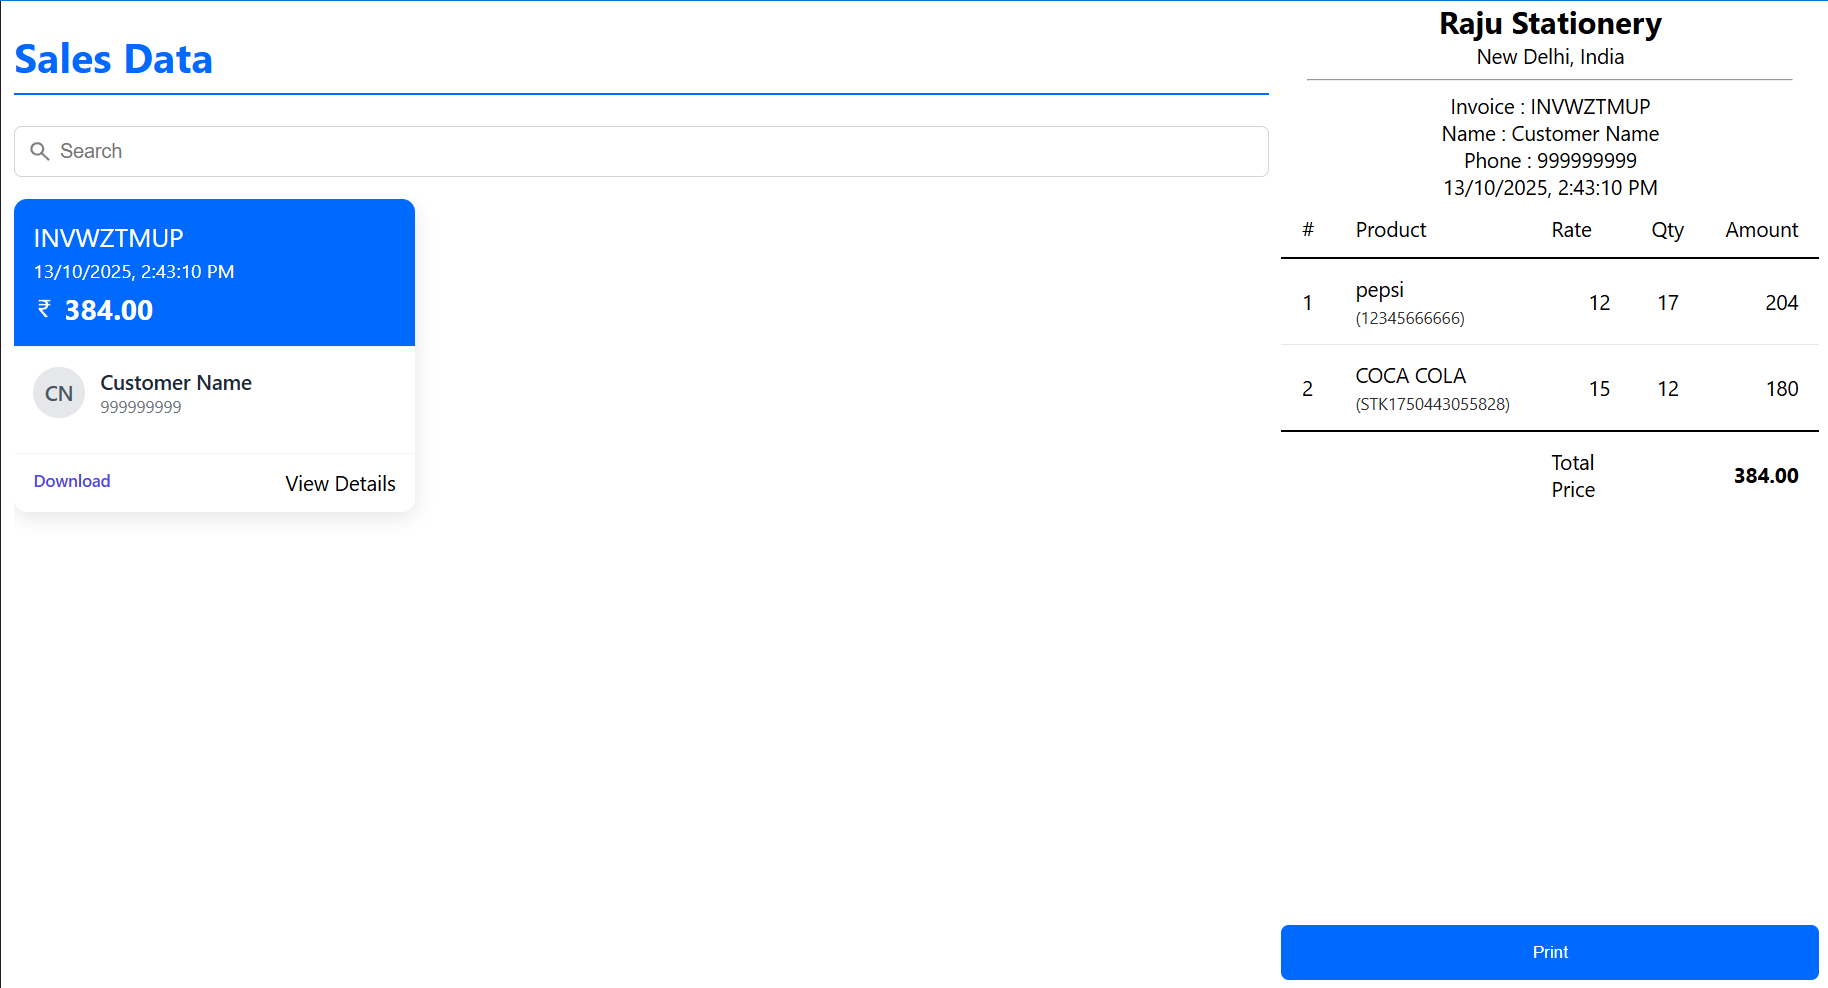 Sales Data
Search
INVWZTMUP
13/10/2025, 2:43:10 PM
₹ 384.00
CN
Customer Name
999999999
Download View Details
Raju Stationery
New Delhi, India
Invoice : INVWZTMUP
Name : Customer Name
Phone : 999999999
13/10/2025, 2:43:10 PM
# Product Rate Qty Amount
1 pepsi 12 17 204
(12345666666)
2 COCA COLA 15 12 180
(STK1750443055828)
Total Price 384.00
Print